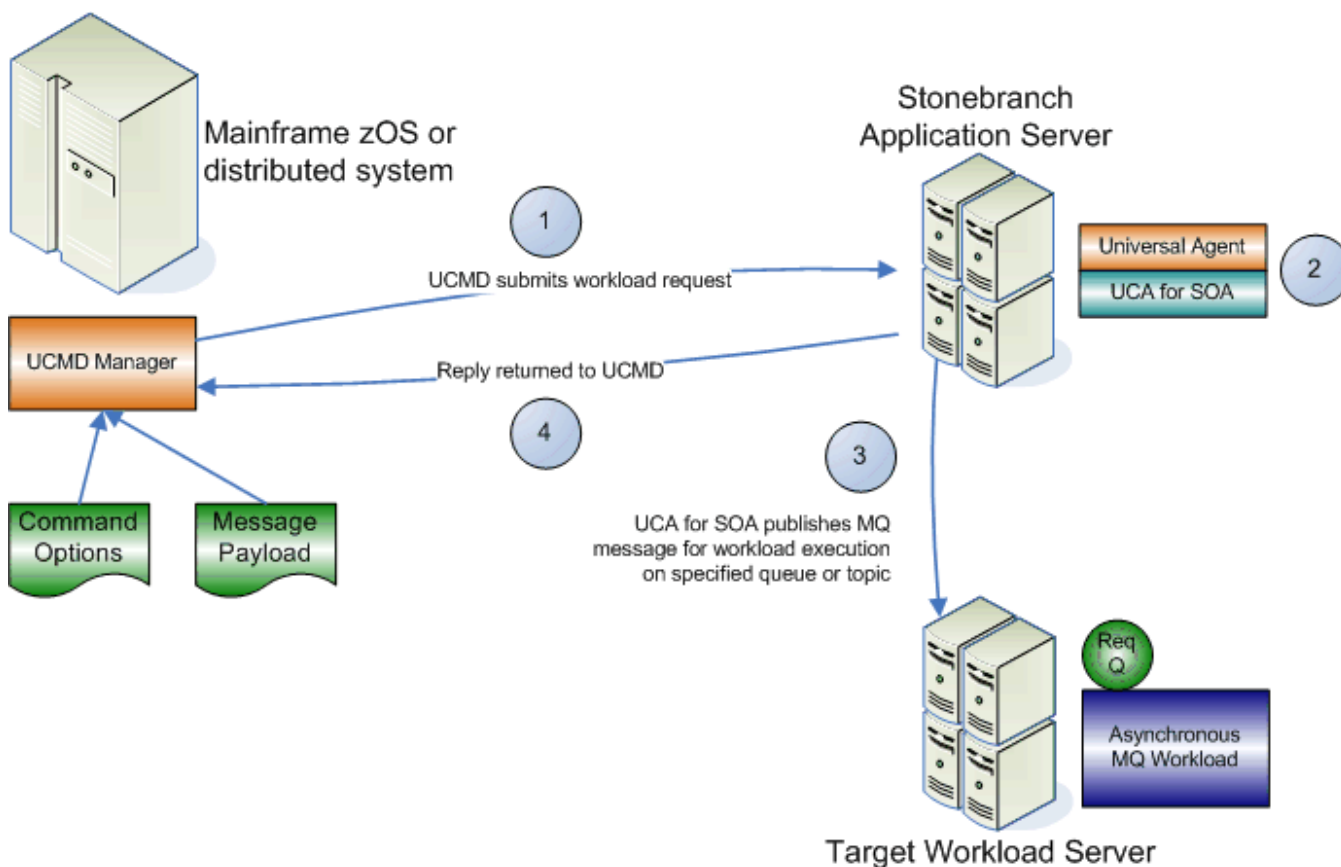 Mainframe zOS or
distributed system
Stonebranch
Application Server
1
UCMD submits workload request
Universal Agent
UCA for SOA
2
UCMD Manager
Reply returned to UCMD
4
3
Command
Options
Message
Payload
UCA for SOA publishes MQ
message for workload execution
on specified queue or topic
Req
Q
Asynchronous
MQ Workload
Target Workload Server